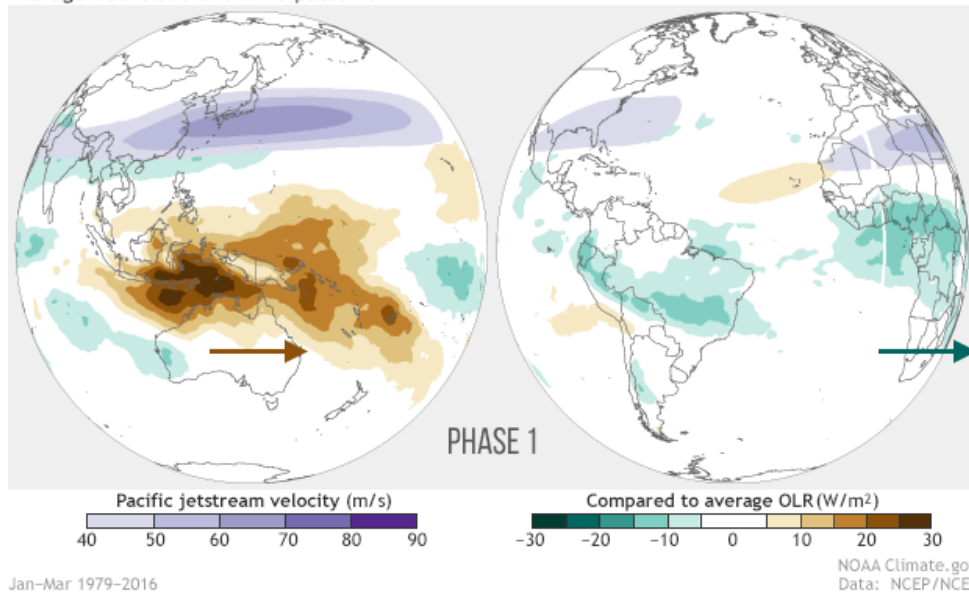 PHASE 1
Pacific jetstream velocity (m/s)
40 50 60 70 80 90
Compared to average OLR (W/m²)
−30 −20 −10 0 10 20 30
NOAA Climate.go
Jan–Mar 1979–2016
Data: NCEP/NCE